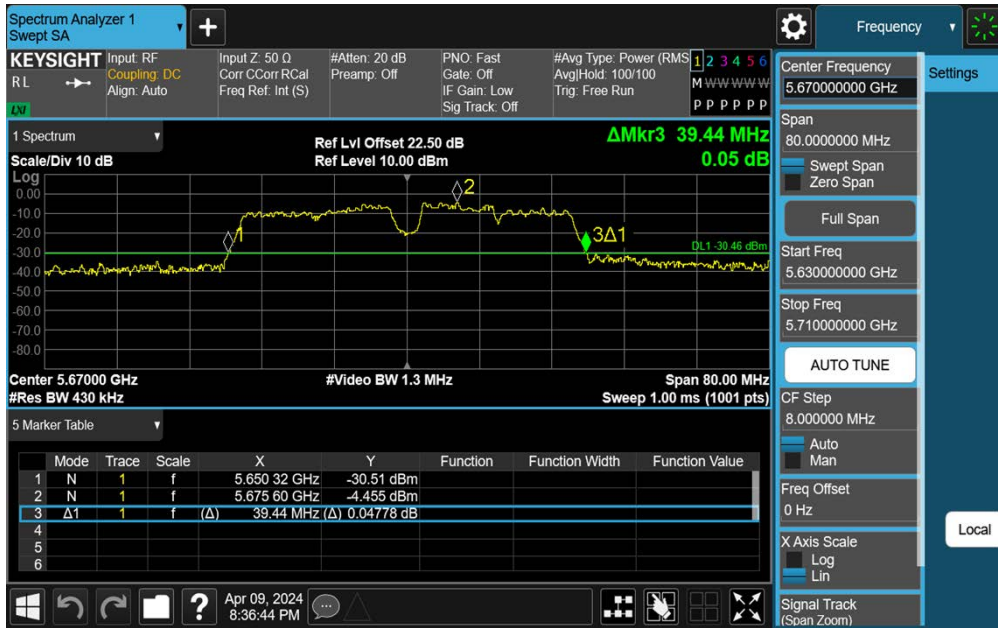 Spectrum Analyzer 1
Swept SA
+
Frequency
KEYSIGHT
R L
LXI
Input: RF
Coupling: DC
Align: Auto
Input Z: 50 Ω
Corr CCorr RCal
Freq Ref: Int (S)
#Atten: 20 dB
Preamp: Off
PNO: Fast
Gate: Off
IF Gain: Low
Sig Track: Off
#Avg Type: Power (RMS
Avg|Hold: 100/100
Trig: Free Run
1 2 3 4 5 6
M W W W W W
P P P P P P
1 Spectrum
Scale/Div 10 dB
Ref Lvl Offset 22.50 dB
Ref Level 10.00 dBm
ΔMkr3 39.44 MHz
0.05 dB
Log
0.00
-10.0
-20.0
-30.0
-40.0
-50.0
-60.0
-70.0
-80.0
1
2
3Δ1
DL1 -30.46 dBm
Center 5.67000 GHz
#Video BW 1.3 MHz
Span 80.00 MHz
#Res BW 430 kHz
Sweep 1.00 ms (1001 pts)
5 Marker Table
Mode Trace Scale X Y Function Function Width Function Value
1 N 1 f 5.650 32 GHz -30.51 dBm
2 N 1 f 5.675 60 GHz -4.455 dBm
3 Δ1 1 f (Δ) 39.44 MHz (Δ) 0.04778 dB
4
5
6
?
Apr 09, 2024
8:36:44 PM
Center Frequency
5.670000000 GHz
Span
80.0000000 MHz
Swept Span
Zero Span
Full Span
Start Freq
5.630000000 GHz
Stop Freq
5.710000000 GHz
AUTO TUNE
CF Step
8.000000 MHz
Auto
Man
Freq Offset
0 Hz
X Axis Scale
Log
Lin
Signal Track
(Span Zoom)
Settings
Local